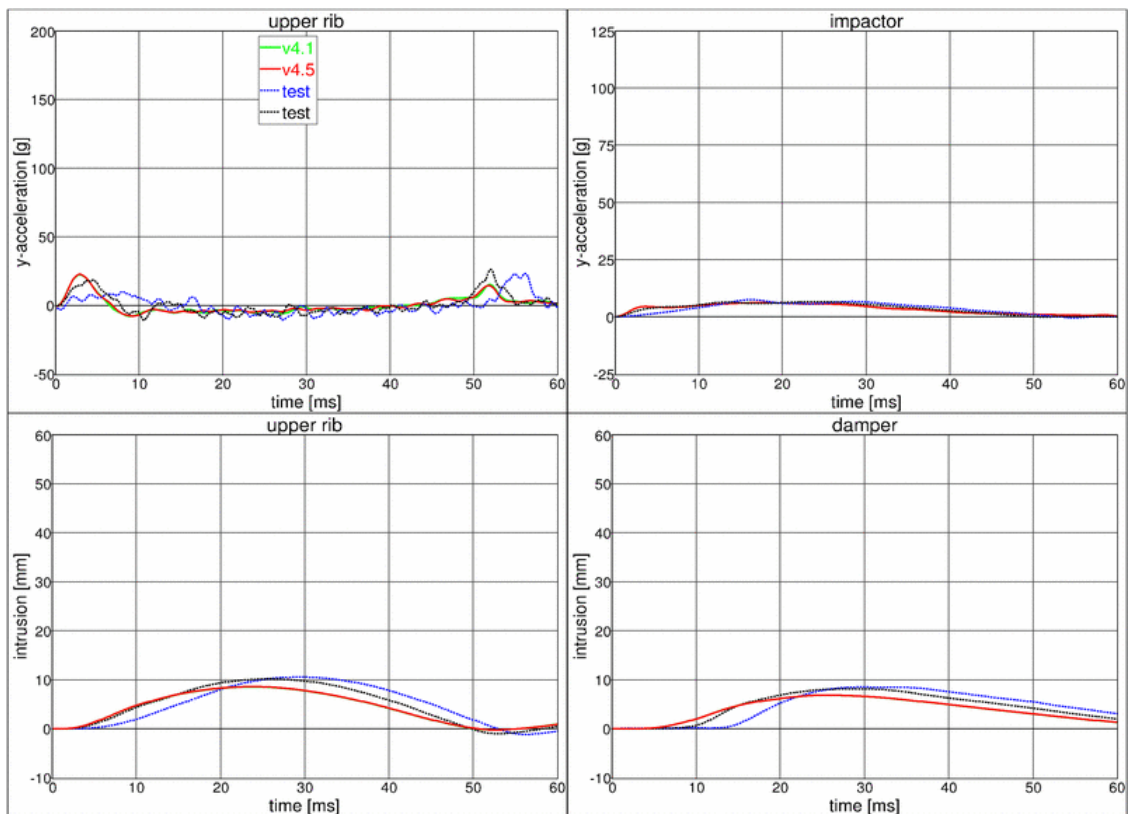 upper rib
v4.1
v4.5
test
test
y-acceleration [g]
200
150
100
50
0
-50
0 10 20 30 40 50 60
time [ms]
impactor
y-acceleration [g]
125
100
75
50
25
0
-25
0 10 20 30 40 50 60
time [ms]
upper rib
intrusion [mm]
60
50
40
30
20
10
0
-10
0 10 20 30 40 50 60
time [ms]
damper
intrusion [mm]
60
50
40
30
20
10
0
-10
0 10 20 30 40 50 60
time [ms]